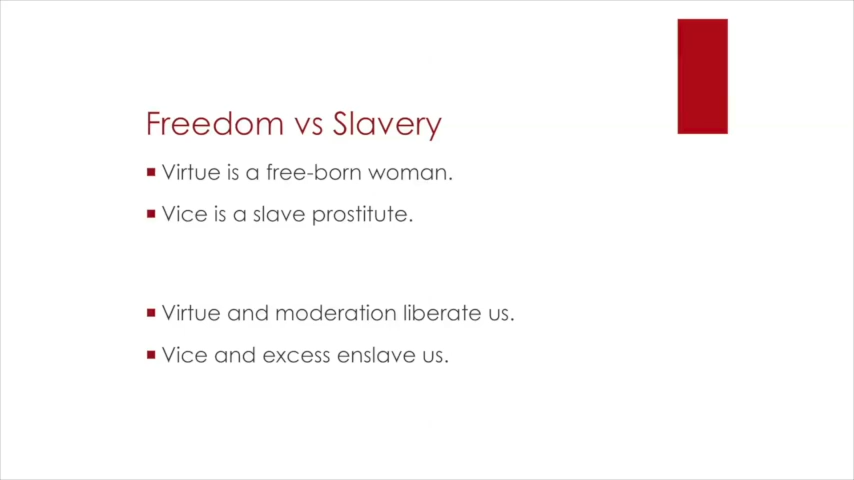 Freedom vs Slavery
Virtue is a free-born woman.
Vice is a slave prostitute.
Virtue and moderation liberate us.
Vice and excess enslave us.